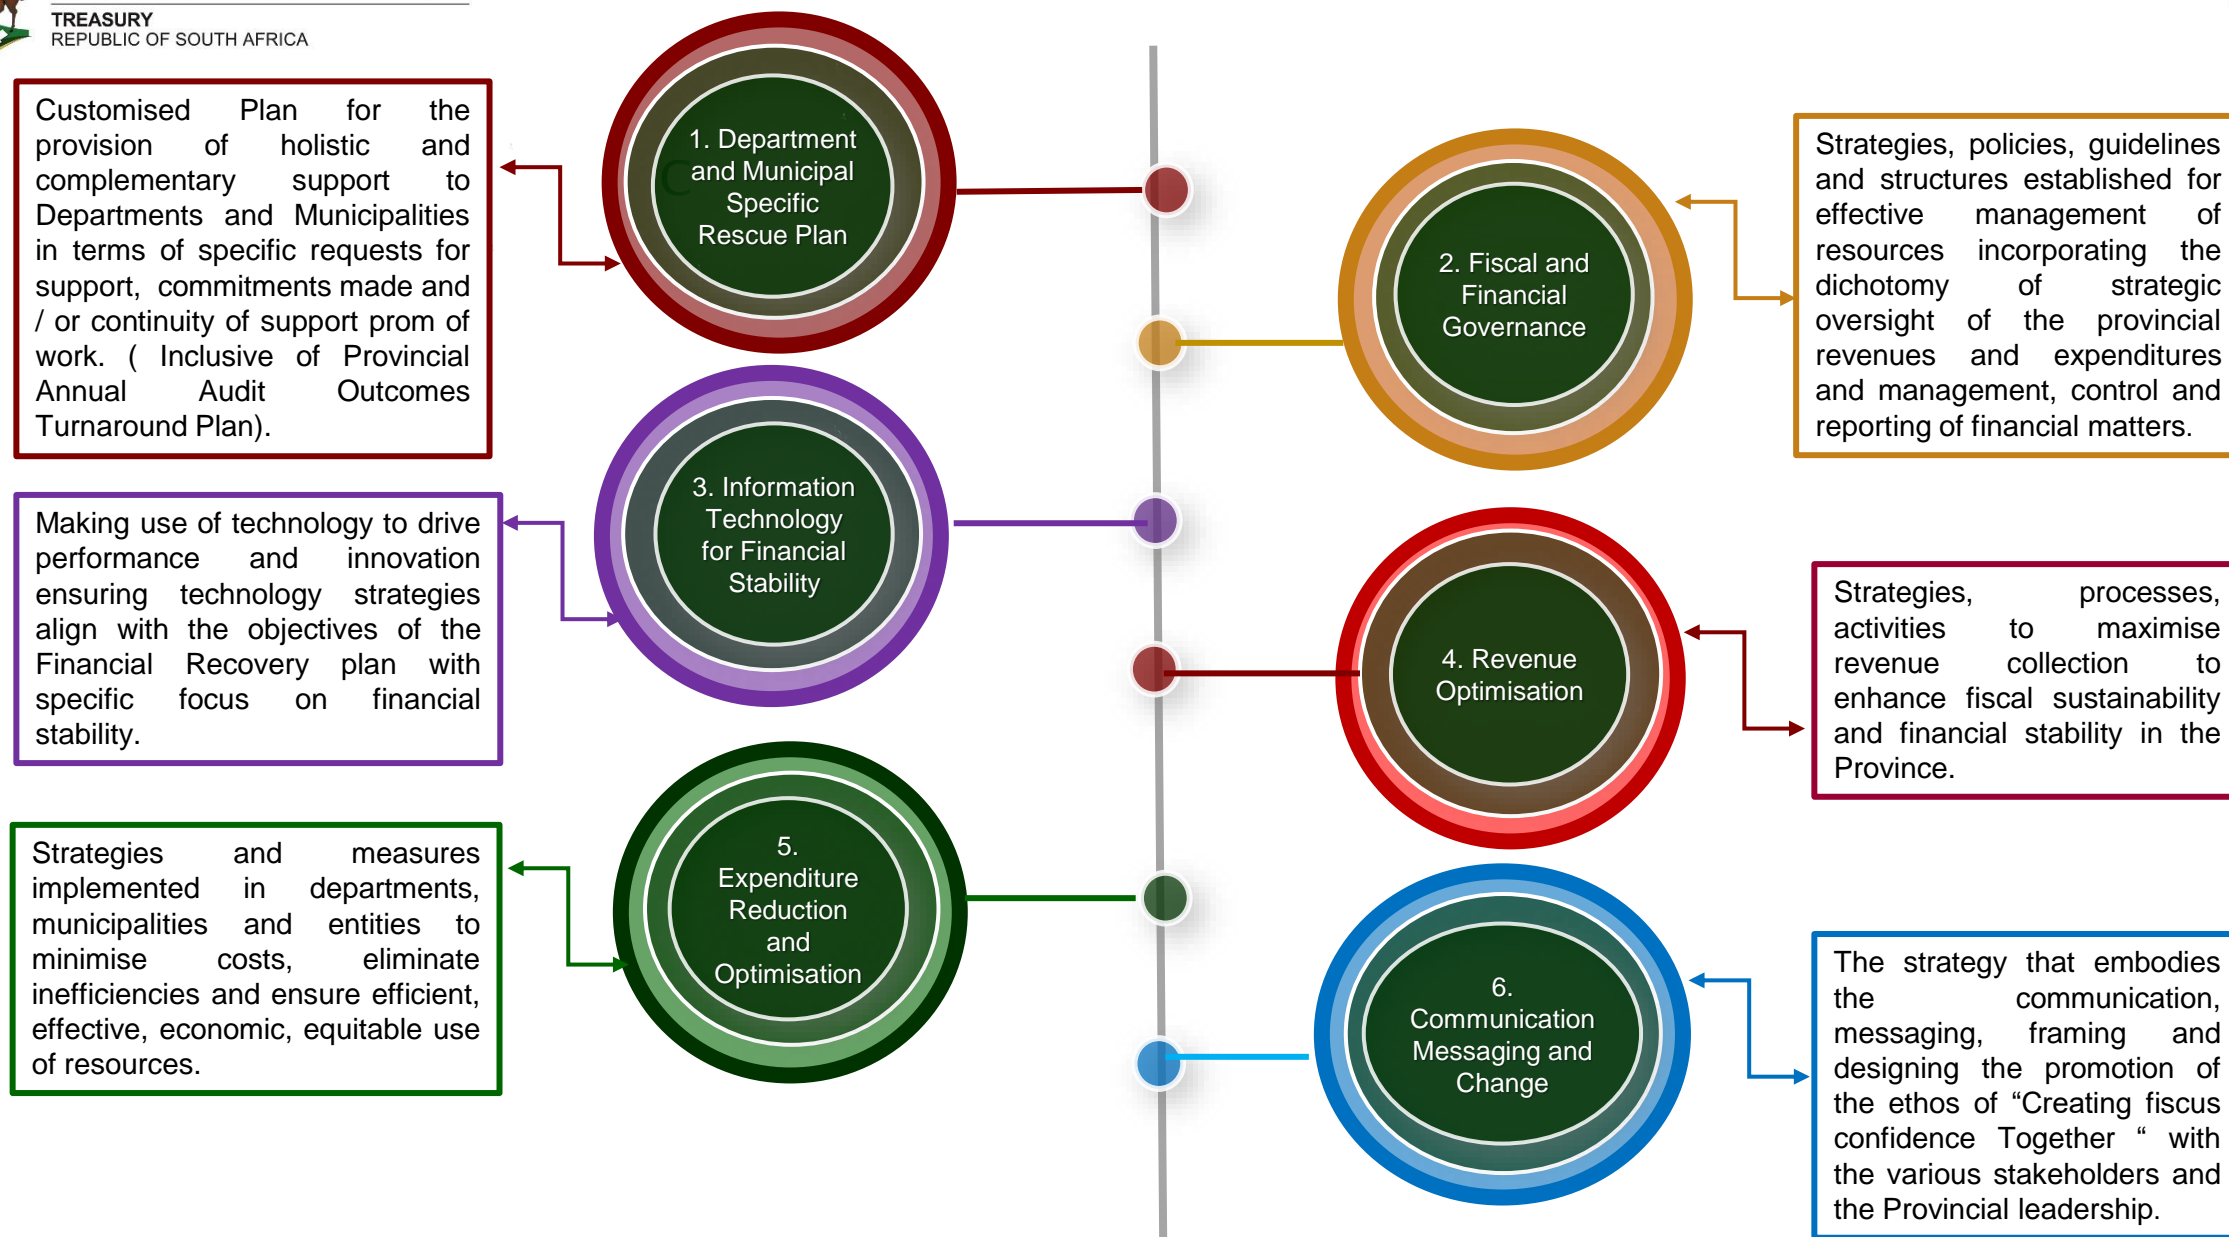 TREASURY
REPUBLIC OF SOUTH AFRICA
Customised Plan for the
provision of holistic and
complementary support to
Departments and Municipalities
in terms of specific requests for
support, commitments made and
/ or continuity of support prom of
work. ( Inclusive of Provincial
Annual Audit Outcomes
Turnaround Plan).
1. Department
and Municipal
Specific
Rescue Plan
2. Fiscal and
Financial
Governance
Strategies, policies, guidelines
and structures established for
effective management of
resources incorporating the
dichotomy of strategic
oversight of the provincial
revenues and expenditures
and management, control and
reporting of financial matters.
Making use of technology to drive
performance and innovation
ensuring technology strategies
align with the objectives of the
Financial Recovery plan with
specific focus on financial
stability.
3. Information
Technology
for Financial
Stability
4. Revenue
Optimisation
Strategies, processes,
activities to maximise
revenue collection to
enhance fiscal sustainability
and financial stability in the
Province.
Strategies and measures
implemented in departments,
municipalities and entities to
minimise costs, eliminate
inefficiencies and ensure efficient,
effective, economic, equitable use
of resources.
5.
Expenditure
Reduction
and
Optimisation
6.
Communication
Messaging and
Change
The strategy that embodies
the communication,
messaging, framing and
designing the promotion of
the ethos of “Creating fiscus
confidence Together “ with
the various stakeholders and
the Provincial leadership.